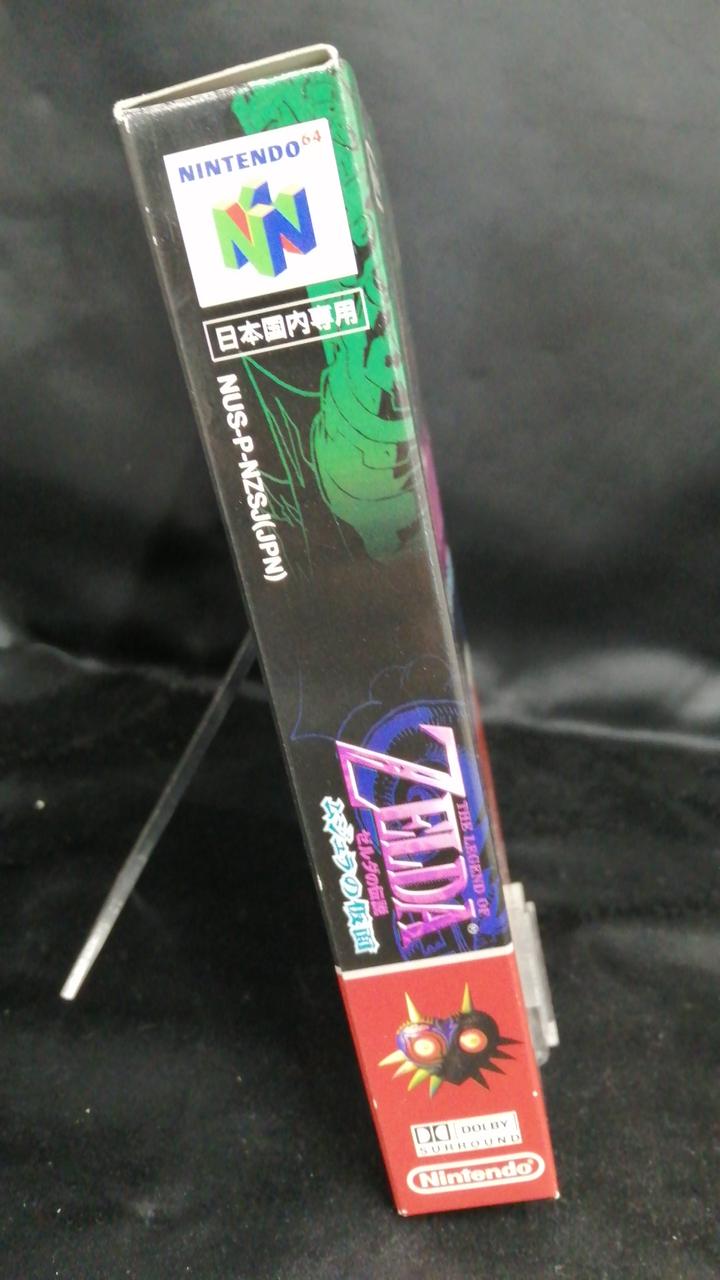 NINTENDO64
日本国内専用
NUS-P-NZSJ(JPN)
THE LEGEND OF
ZELDA®
ゼルダの伝説
ムジュラの仮面
DOLBY
SURROUND
Nintendo®